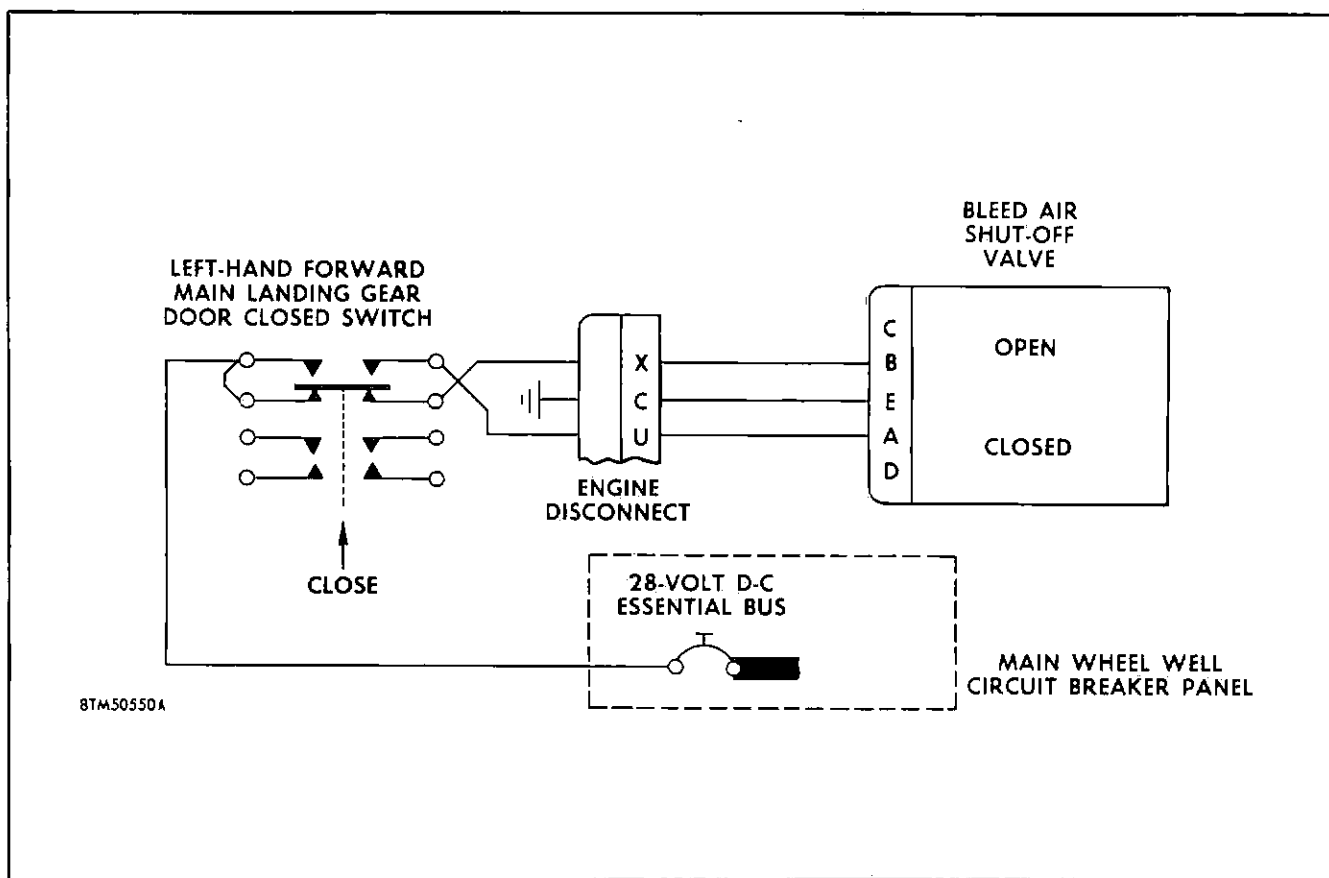 LEFT-HAND FORWARD
MAIN LANDING GEAR
DOOR CLOSED SWITCH
CLOSE
X
C
U
ENGINE
DISCONNECT
BLEED AIR
SHUT-OFF
VALVE
C
B
E
A
D
OPEN
CLOSED
28-VOLT D-C
ESSENTIAL BUS
MAIN WHEEL WELL
CIRCUIT BREAKER PANEL
8TM50550A